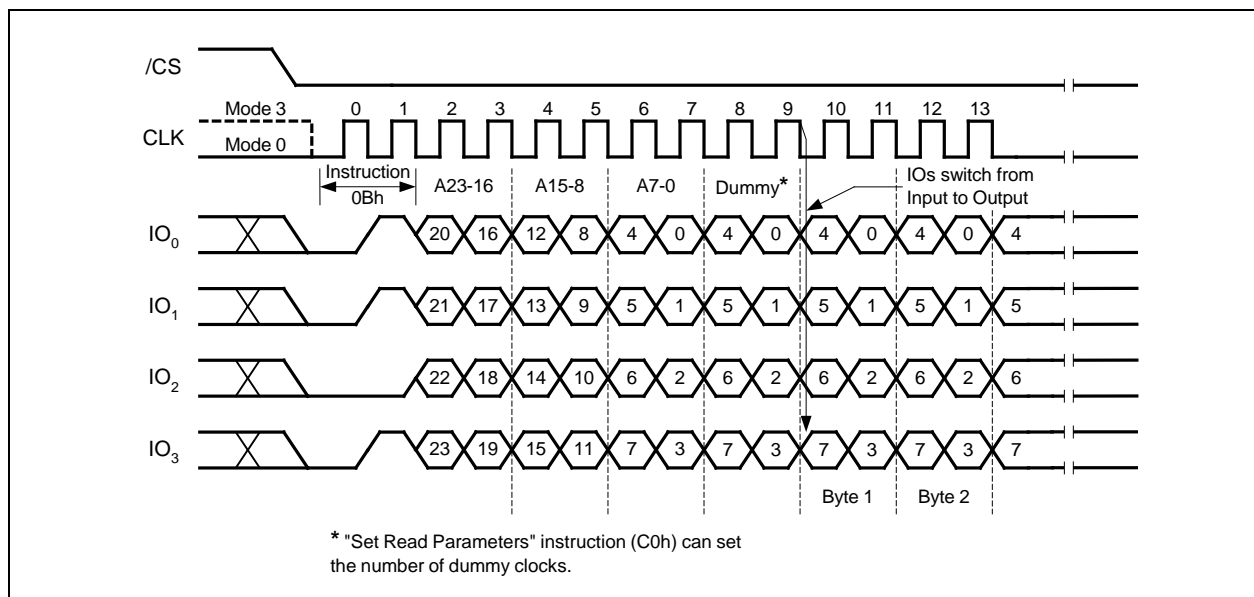 /CS
Mode 3 0 1 2 3 4 5 6 7 8 9 10 11 12 13
CLK
Mode 0
Instruction
0Bh
A23-16 A15-8 A7-0 Dummy*
IOs switch from
Input to Output
IO0 20 16 12 8 4 0 4 0 4 0 4 0 4
IO1 21 17 13 9 5 1 5 1 5 1 5 1 5
IO2 22 18 14 10 6 2 6 2 6 2 6 2 6
IO3 23 19 15 11 7 3 7 3 7 3 7 3 7
Byte 1 Byte 2
* "Set Read Parameters" instruction (C0h) can set
the number of dummy clocks.